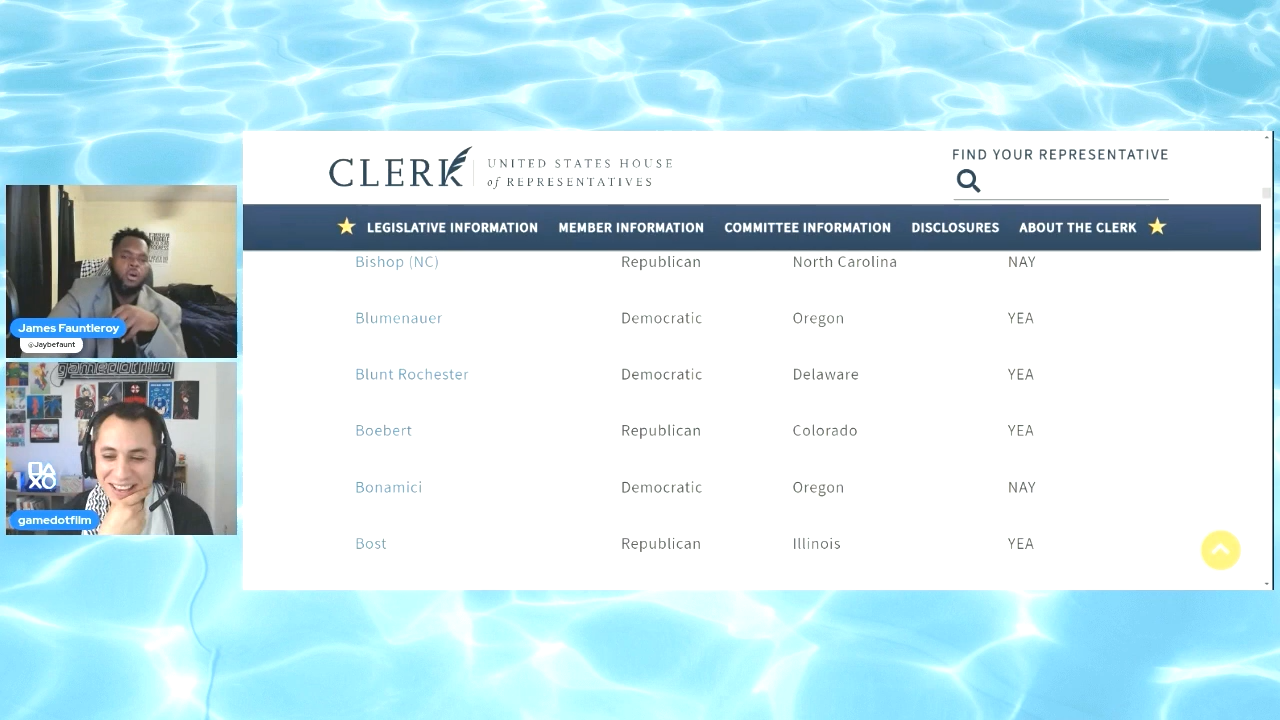 CLERK
UNITED STATES HOUSE
of REPRESENTATIVES
FIND YOUR REPRESENTATIVE
LEGISLATIVE INFORMATION MEMBER INFORMATION COMMITTEE INFORMATION DISCLOSURES ABOUT THE CLERK
Bishop (NC) Republican North Carolina NAY
Blumenauer Democratic Oregon YEA
Blunt Rochester Democratic Delaware YEA
Boebert Republican Colorado YEA
Bonamici Democratic Oregon NAY
Bost Republican Illinois YEA
James Fauntleroy
@Jaybefaunt
gamedotfilm
gamedotfilm